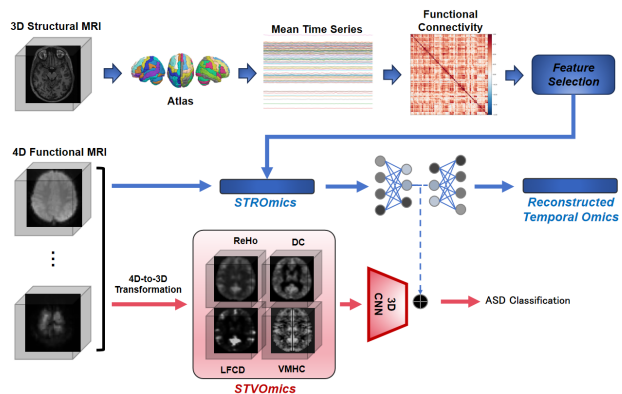 3D Structural MRI
Atlas
Mean Time Series
Functional
Connectivity
Feature
Selection
4D Functional MRI
STROmics
Reconstructed
Temporal Omics
4D-to-3D
Transformation
ReHo
DC
LFCD
VMHC
STVOmics
3D
CNN
ASD Classification